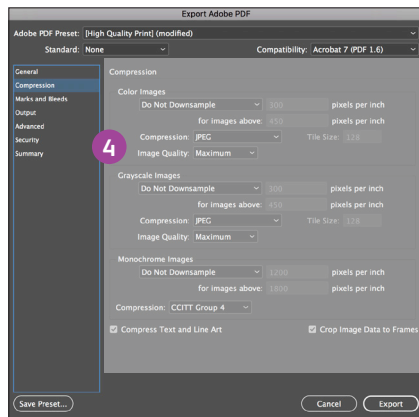 Export Adobe PDF
Adobe PDF Preset: [High Quality Print] (modified)
Standard: None Compatibility: Acrobat 7 (PDF 1.6)
General
Compression
Marks and Bleeds
Output
Advanced
Security
Summary
4
Compression
Color Images
Do Not Downsample 300 pixels per inch
for images above: 450 pixels per inch
Compression: JPEG Tile Size: 128
Image Quality: Maximum
Grayscale Images
Do Not Downsample 300 pixels per inch
for images above: 450 pixels per inch
Compression: JPEG Tile Size: 128
Image Quality: Maximum
Monochrome Images
Do Not Downsample 1200 pixels per inch
for images above: 1800 pixels per inch
Compression: CCITT Group 4
Compress Text and Line Art Crop Image Data to Frames
Save Preset... Cancel Export